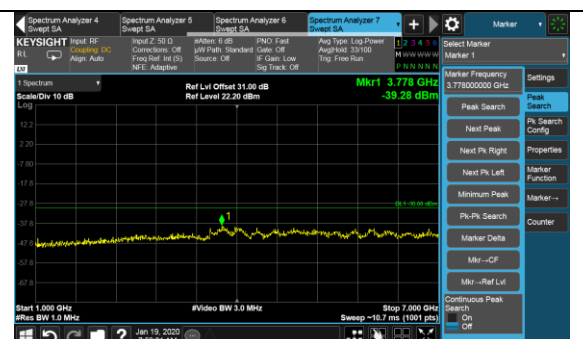 Spectrum Analyzer 4
Swept SA
Spectrum Analyzer 5
Swept SA
Spectrum Analyzer 6
Swept SA
Spectrum Analyzer 7
Swept SA
Marker
KEYSIGHT
RL
Input: RF
Coupling: DC
Align: Auto
Input Z: 50 Ω
Corrections: Off
Freq Ref: Int (S)
NFE: Adaptive
#Atten: 6 dB
µW Path: Standard
Source: Off
PNO: Fast
Gate: Off
IF Gain: Low
Sig Track: Off
Avg Type: Log-Power
Avg|Hold: 33/100
Trig: Free Run
1 2 3 4 5 6
M W W W W W
P N N N N N
Select Marker
Marker 1
1 Spectrum
Scale/Div 10 dB
Log
Ref Lvl Offset 31.00 dB
Ref Level 22.20 dBm
Mkr1 3.778 GHz
-39.28 dBm
12.2
2.20
-7.80
-17.8
-27.8
-37.8
-47.8
-57.8
-67.8
1
Start 1.000 GHz
#Res BW 1.0 MHz
#Video BW 3.0 MHz
Stop 7.000 GHz
Sweep ~10.7 ms (1001 pts)
Marker Frequency
3.778000000 GHz
Peak Search
Next Peak
Next Pk Right
Next Pk Left
Minimum Peak
Pk-Pk Search
Marker Delta
Mkr→CF
Mkr→Ref Lvl
Continuous Peak
Search
On
Off
Settings
Peak
Search
Pk Search
Config
Properties
Marker
Function
Marker→
Counter
?
Jan 19, 2020